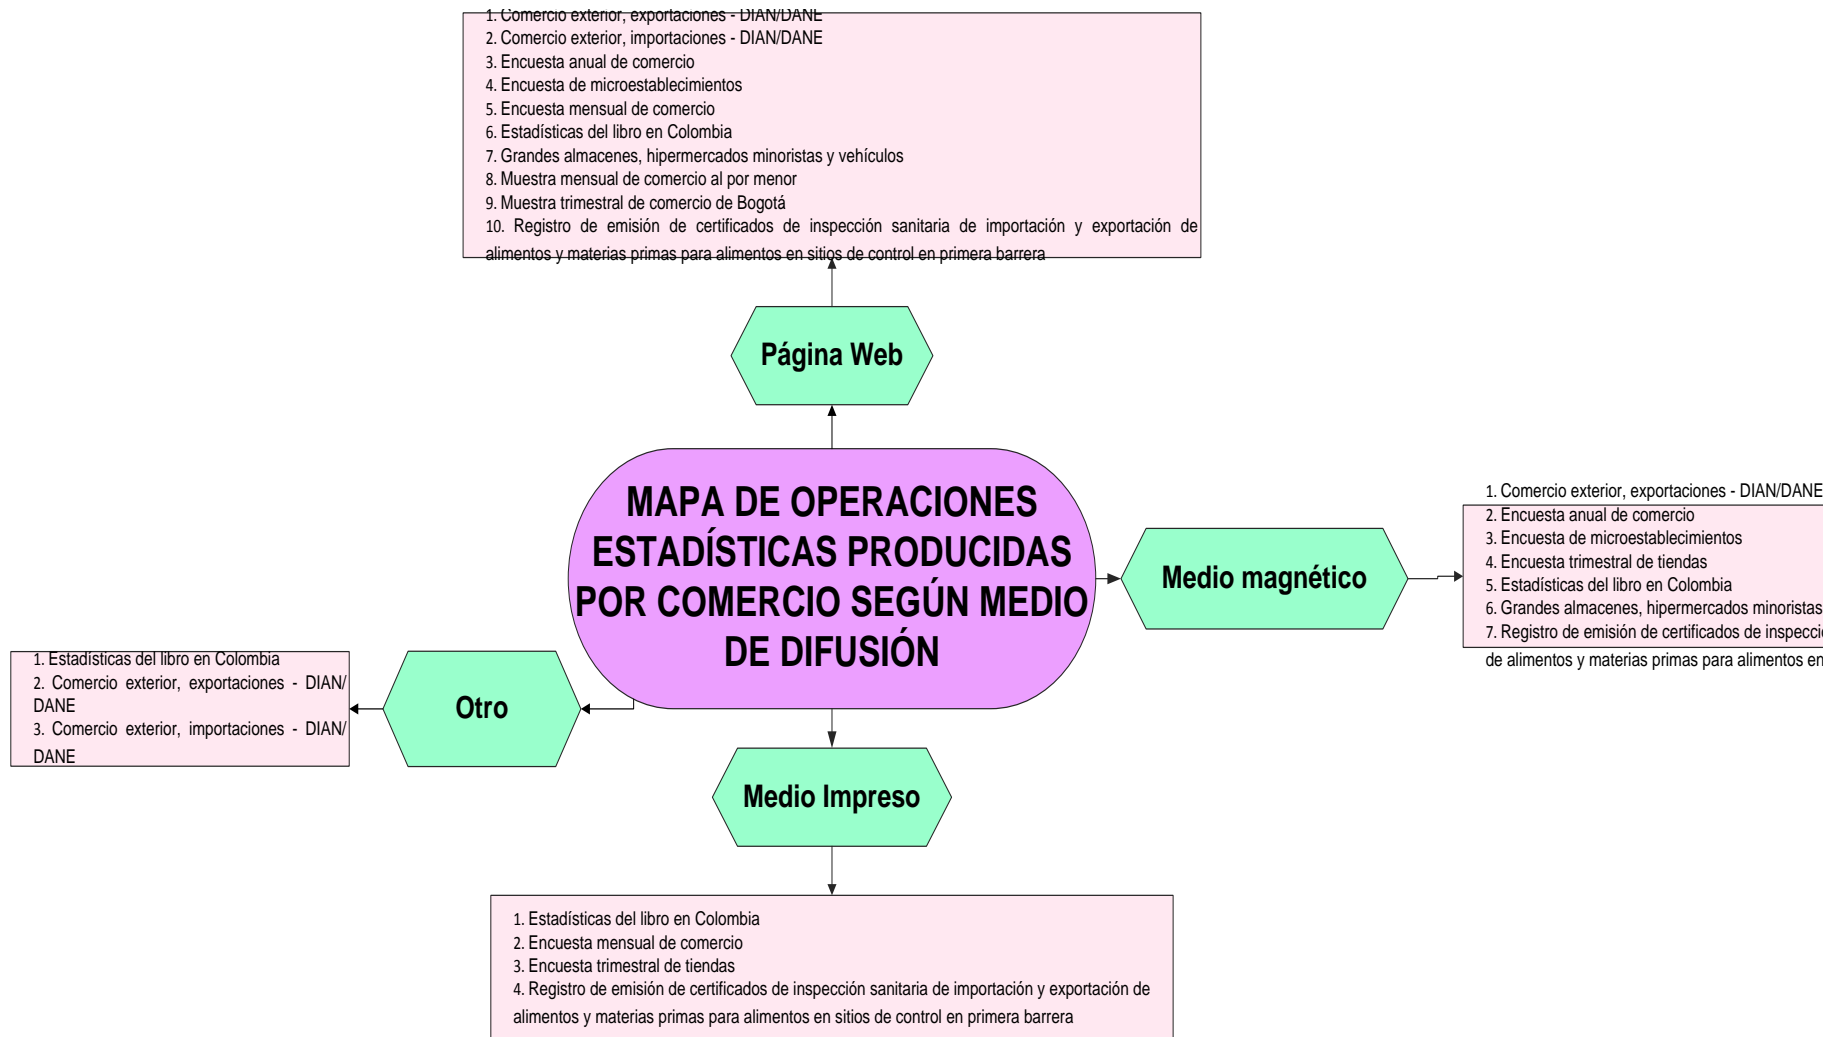 1. Comercio exterior, exportaciones - DIAN/DANE
2. Comercio exterior, importaciones - DIAN/DANE
3. Encuesta anual de comercio
4. Encuesta de microestablecimientos
5. Encuesta mensual de comercio
6. Estadísticas del libro en Colombia
7. Grandes almacenes, hipermercados minoristas y vehículos
8. Muestra mensual de comercio al por menor
9. Muestra trimestral de comercio de Bogotá
10. Registro de emisión de certificados de inspección sanitaria de importación y exportación de
alimentos y materias primas para alimentos en sitios de control en primera barrera
Página Web
MAPA DE OPERACIONES
ESTADÍSTICAS PRODUCIDAS
POR COMERCIO SEGÚN MEDIO
DE DIFUSIÓN
Medio magnético
1. Comercio exterior, exportaciones - DIAN/DANE
2. Encuesta anual de comercio
3. Encuesta de microestablecimientos
4. Encuesta trimestral de tiendas
5. Estadísticas del libro en Colombia
6. Grandes almacenes, hipermercados minoristas
7. Registro de emisión de certificados de
de alimentos y materias primas para alimentos en
Otro
1. Estadísticas del libro en Colombia
2. Comercio exterior, exportaciones - DIAN/
DANE
3. Comercio exterior, importaciones - DIAN/
DANE
Medio Impreso
1. Estadísticas del libro en Colombia
2. Encuesta mensual de comercio
3. Encuesta trimestral de tiendas
4. Registro de emisión de certificados de inspección sanitaria de importación y exportación de
alimentos y materias primas para alimentos en sitios de control en primera barrera